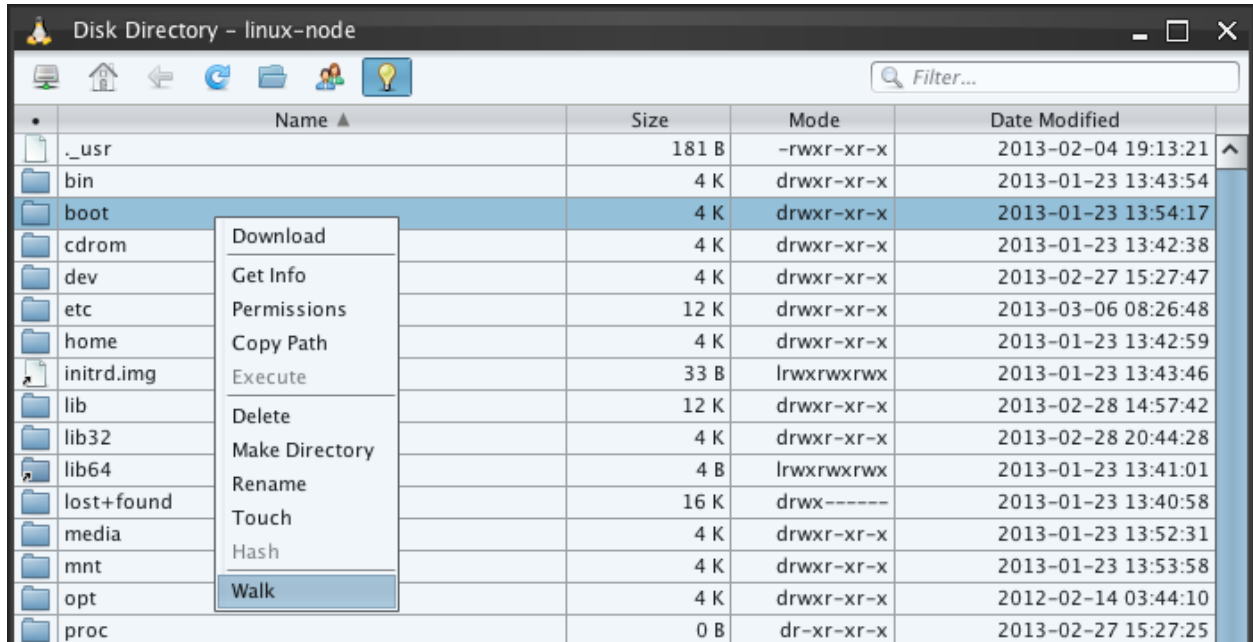 Disk Directory – linux-node
Filter...
• Name ▲ Size Mode Date Modified
._usr 181 B -rwxr-xr-x 2013-02-04 19:13:21
bin 4 K drwxr-xr-x 2013-01-23 13:43:54
boot 4 K drwxr-xr-x 2013-01-23 13:54:17
cdrom 4 K drwxr-xr-x 2013-01-23 13:42:38
dev 4 K drwxr-xr-x 2013-02-27 15:27:47
etc 12 K drwxr-xr-x 2013-03-06 08:26:48
home 4 K drwxr-xr-x 2013-01-23 13:42:59
initrd.img 33 B lrwxrwxrwx 2013-01-23 13:43:46
lib 12 K drwxr-xr-x 2013-02-28 14:57:42
lib32 4 K drwxr-xr-x 2013-02-28 20:44:28
lib64 4 B lrwxrwxrwx 2013-01-23 13:41:01
lost+found 16 K drwx------ 2013-01-23 13:40:58
media 4 K drwxr-xr-x 2013-01-23 13:52:31
mnt 4 K drwxr-xr-x 2013-01-23 13:53:58
opt 4 K drwxr-xr-x 2012-02-14 03:44:10
proc 0 B dr-xr-xr-x 2013-02-27 15:27:25
Download
Get Info
Permissions
Copy Path
Execute
Delete
Make Directory
Rename
Touch
Hash
Walk